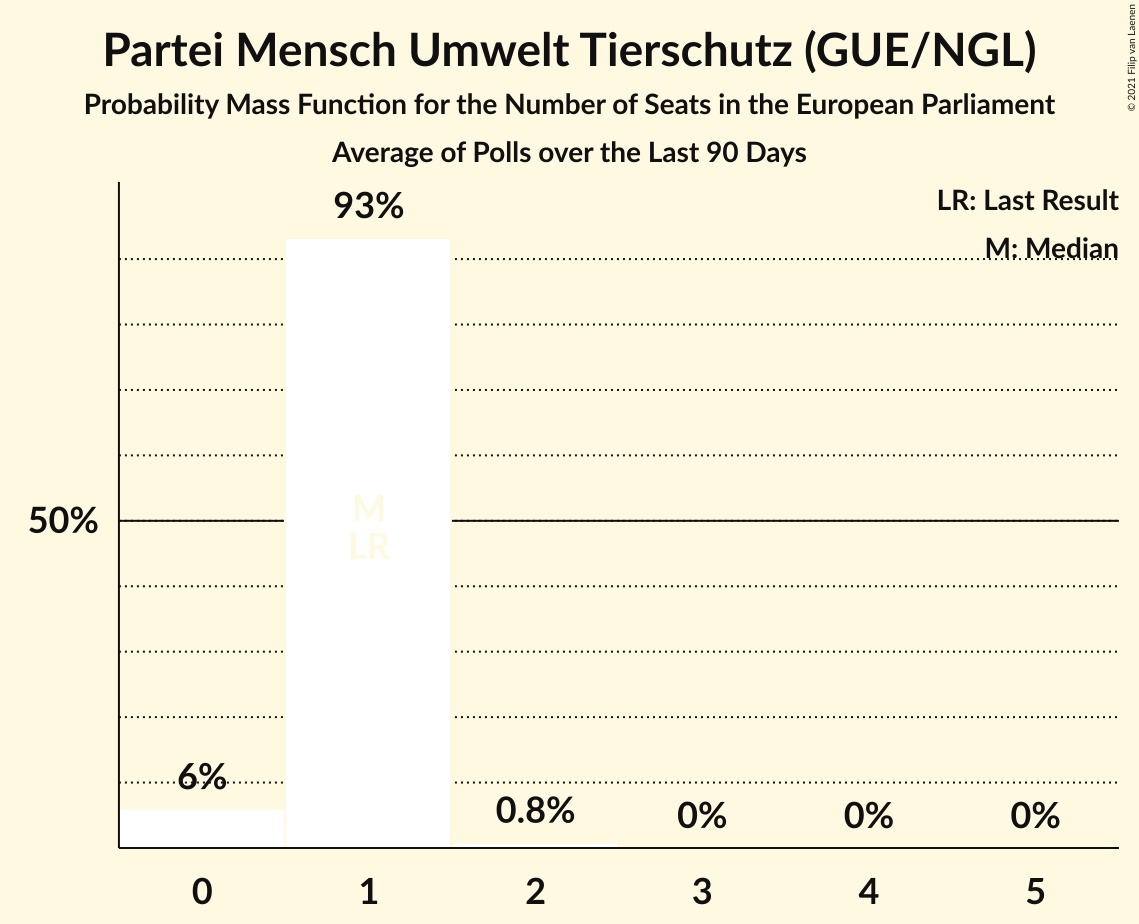 Partei Mensch Umwelt Tierschutz (GUE/NGL)
Probability Mass Function for the Number of Seats in the European Parliament
Average of Polls over the Last 90 Days
© 2021 Filip van Laenen
LR: Last Result
M: Median
93%
50%
M
LR
6%
0.8%
0%
0%
0%
0 1 2 3 4 5